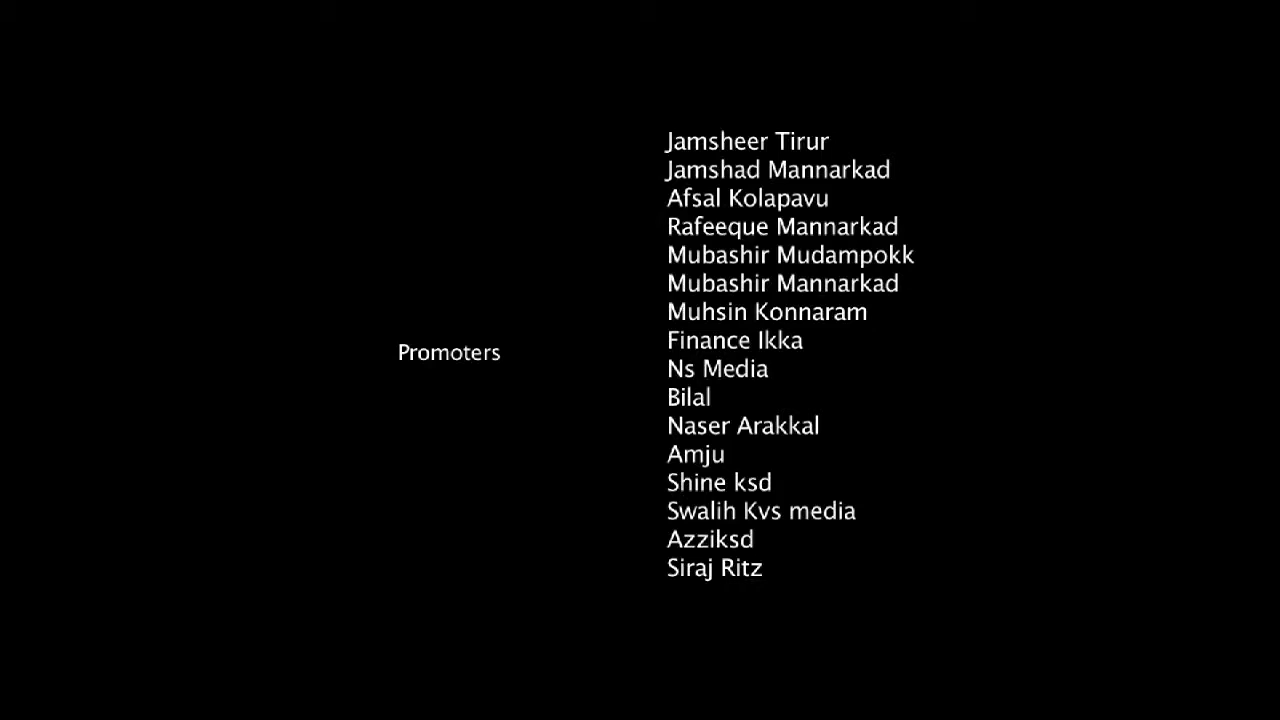 Promoters
Jamsheer Tirur
Jamshad Mannarkad
Afsal Kolapavu
Rafeeque Mannarkad
Mubashir Mudampokk
Mubashir Mannarkad
Muhsin Konnaram
Finance Ikka
Ns Media
Bilal
Naser Arakkal
Amju
Shine ksd
Swalih Kvs media
Azziksd
Siraj Ritz